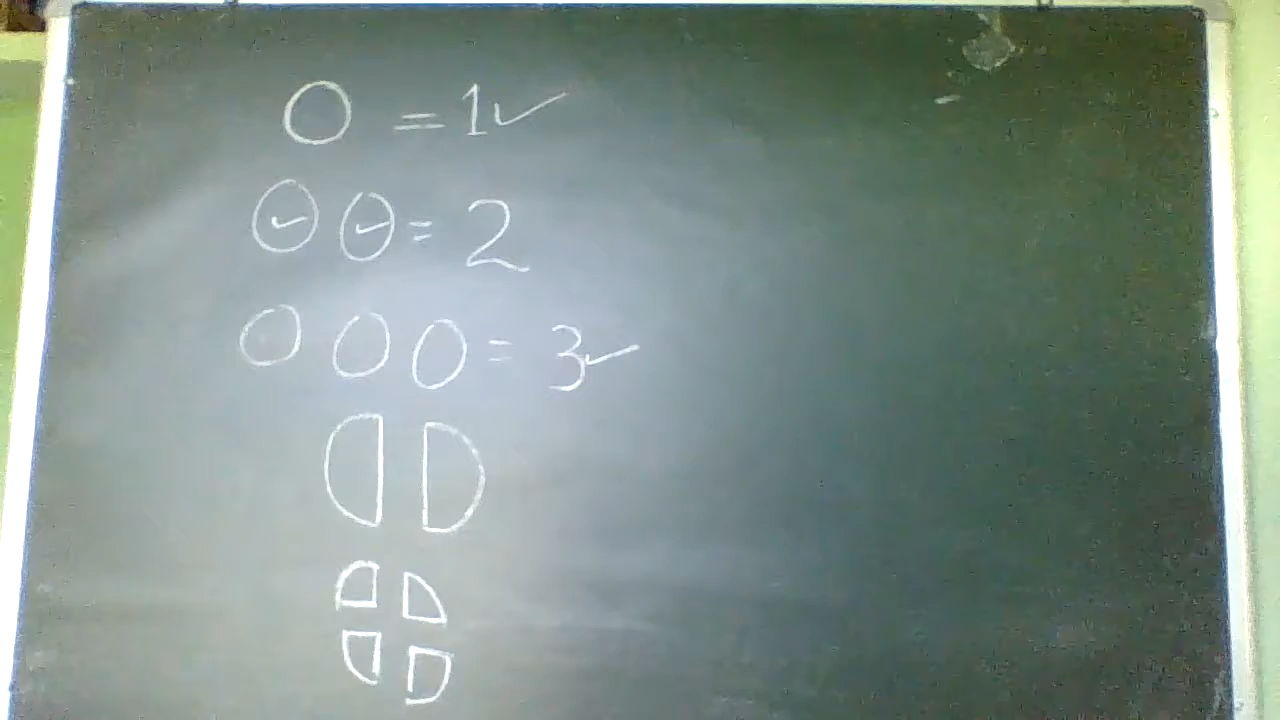 = 1
= 2
= 3